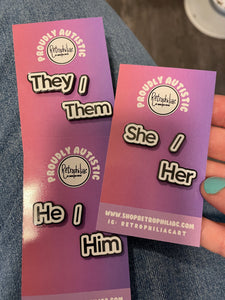 PROUDLY AUTISTIC
Retrophiliac
They /
Them
PROUDLY AUTISTIC
Retrophiliac
He /
Him
PROUDLY AUTISTIC
Retrophiliac
She /
Her
WWW.SHOPRETROPHILIAC.COM
IG: RETROPHILIACART